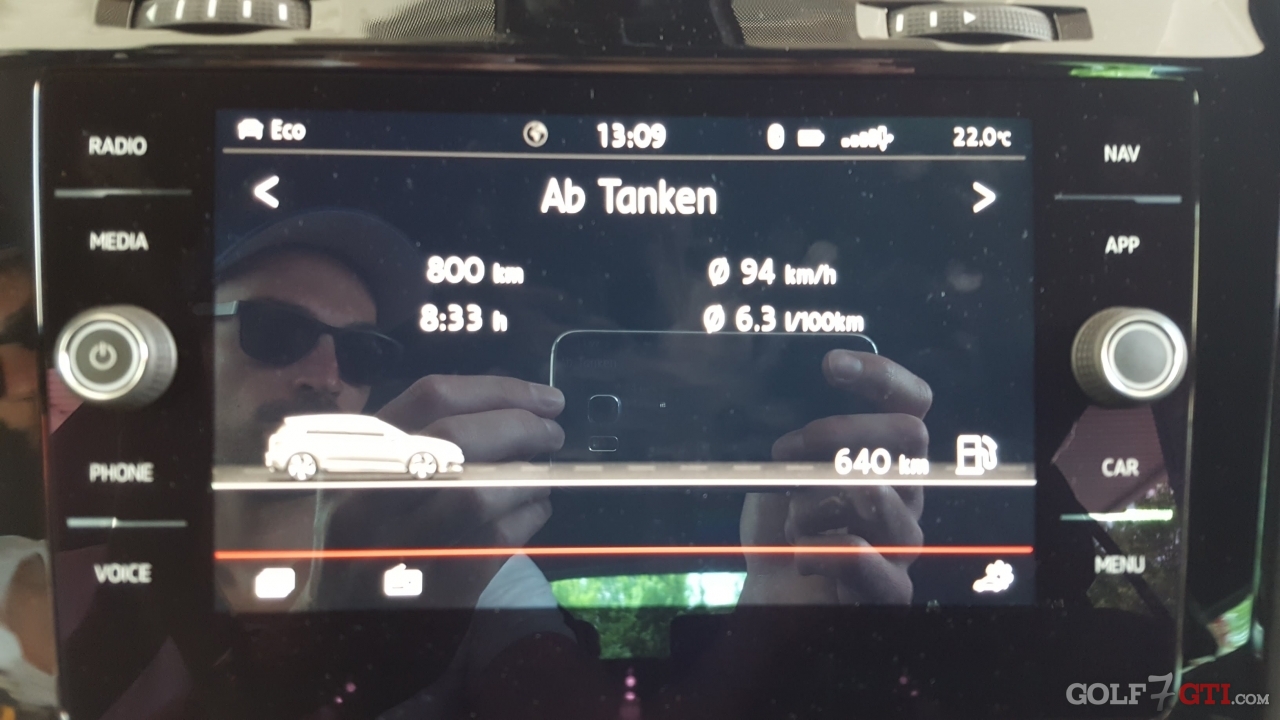 RADIO
MEDIA
PHONE
VOICE
Eco
13:09
22.0°C
< Ab Tanken >
800 km
Ø 94 km/h
8:33 h
Ø 6.3 l/100km
640 km
NAV
APP
CAR
MENU
GOLF7GTI.COM